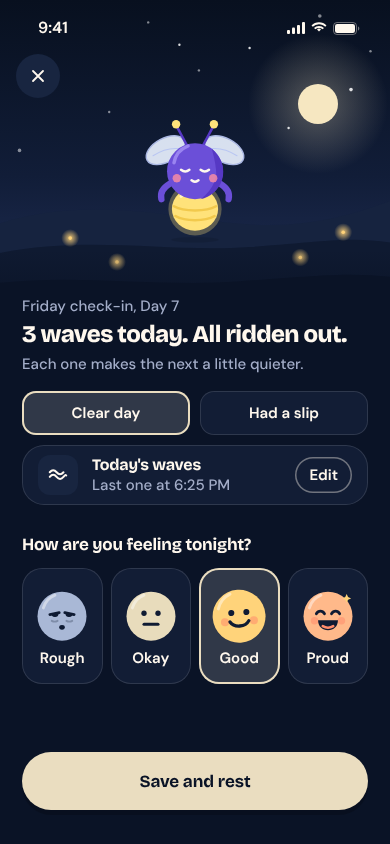 9:41
Friday check-in, Day 7
3 waves today. All ridden out.
Each one makes the next a little quieter.
Clear day
Had a slip
Today's waves
Last one at 6:25 PM
Edit
How are you feeling tonight?
Rough
Okay
Good
Proud
Save and rest